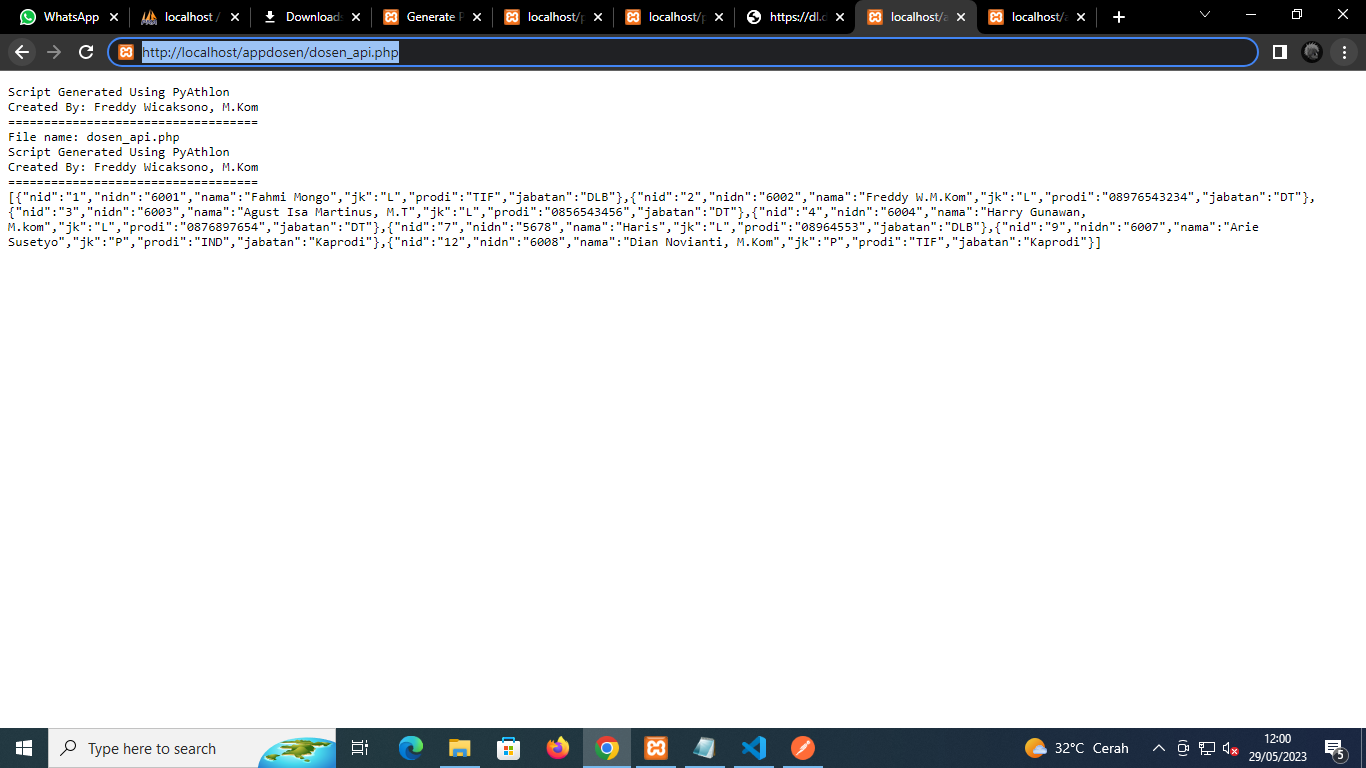 WhatsApp
localhost /
Downloads
Generate P
localhost/p
localhost/p
https://dl.d
localhost/a
localhost/a
http://localhost/appdosen/dosen_api.php
Script Generated Using PyAthlon
Created By: Freddy Wicaksono, M.Kom
===================================
File name: dosen_api.php
Script Generated Using PyAthlon
Created By: Freddy Wicaksono, M.Kom
===================================
[{"nid":"1","nidn":"6001","nama":"Fahmi Mongo","jk":"L","prodi":"TIF","jabatan":"DLB"},{"nid":"2","nidn":"6002","nama":"Freddy W.M.Kom","jk":"L","prodi":"08976543234","jabatan":"DT"},
{"nid":"3","nidn":"6003","nama":"Agust Isa Martinus, M.T","jk":"L","prodi":"0856543456","jabatan":"DT"},{"nid":"4","nidn":"6004","nama":"Harry Gunawan,
M.kom","jk":"L","prodi":"0876897654","jabatan":"DT"},{"nid":"7","nidn":"5678","nama":"Haris","jk":"L","prodi":"08964553","jabatan":"DLB"},{"nid":"9","nidn":"6007","nama":"Arie
Susetyo","jk":"P","prodi":"IND","jabatan":"Kaprodi"},{"nid":"12","nidn":"6008","nama":"Dian Novianti, M.Kom","jk":"P","prodi":"TIF","jabatan":"Kaprodi"}]
Type here to search
32°C Cerah
12:00
29/05/2023
5